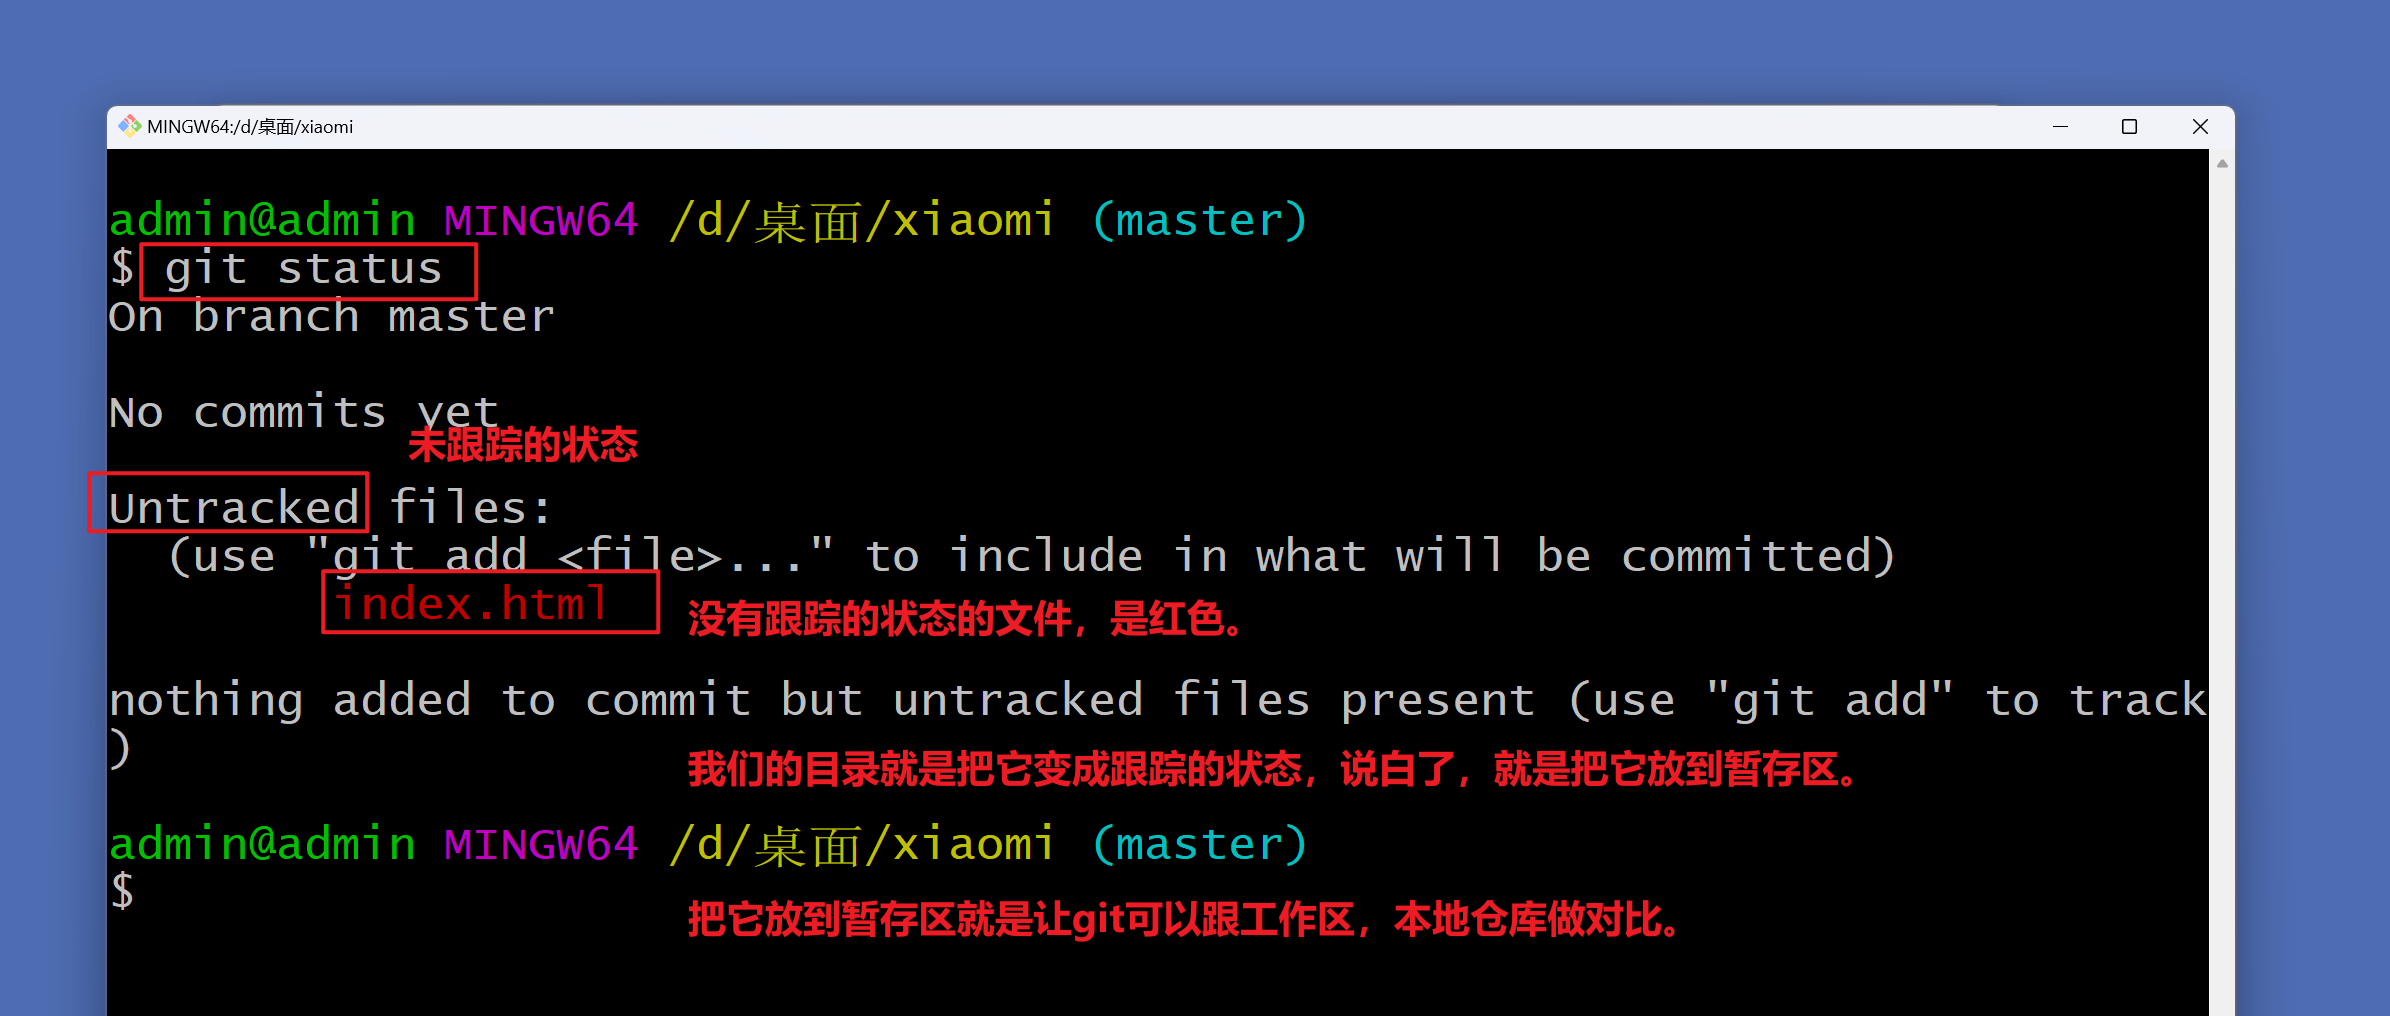 MINGW64:/d/桌面/xiaomi
admin@admin MINGW64 /d/桌面/xiaomi (master)
$ git status
On branch master
No commits yet
未跟踪的状态
Untracked files:
(use "git add <file>..." to include in what will be committed)
index.html
没有跟踪的状态的文件，是红色。
nothing added to commit but untracked files present (use "git add" to track
)
我们的目录就是把它变成跟踪的状态，说白了，就是把它放到暂存区。
admin@admin MINGW64 /d/桌面/xiaomi (master)
$
把它放到暂存区就是让git可以跟工作区，本地仓库做对比。